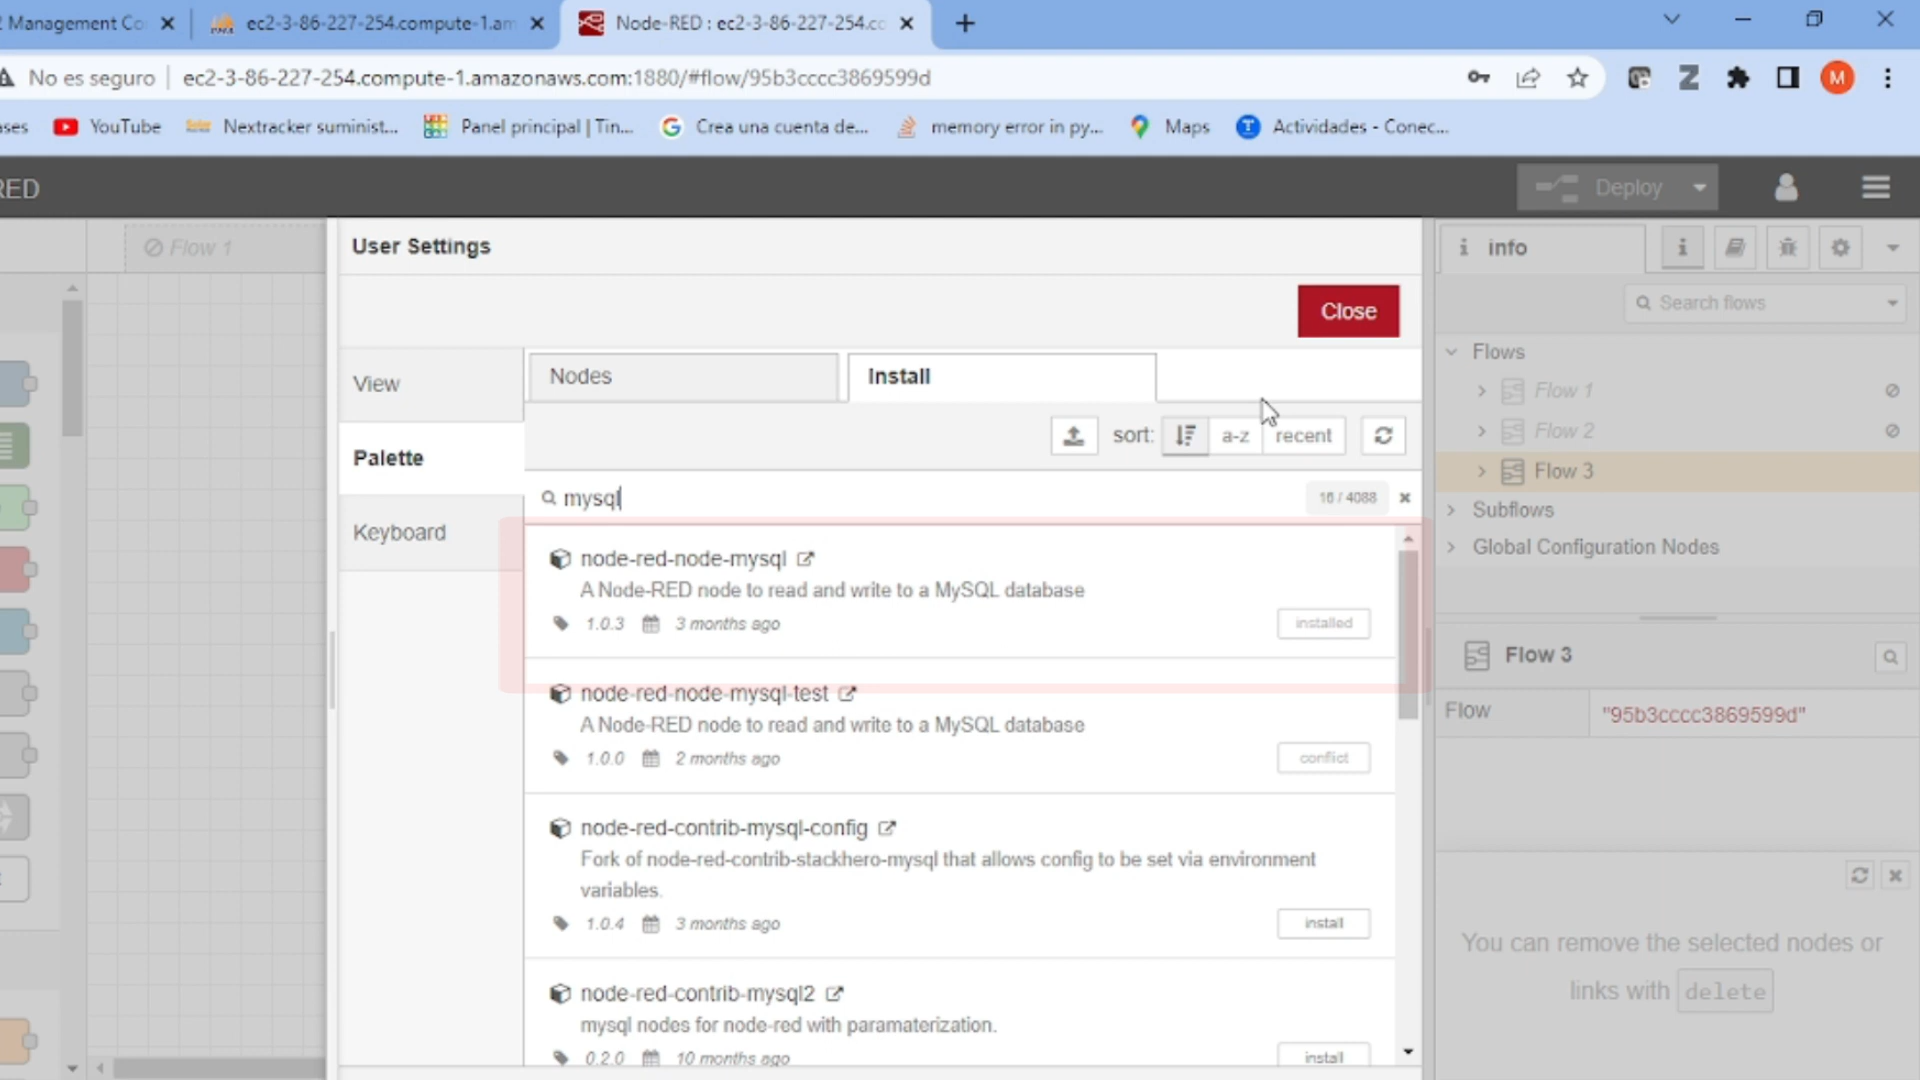 Management Co
ec2-3-86-227-254.compute-1.am
Node-RED : ec2-3-86-227-254.cc
No es seguro
ec2-3-86-227-254.compute-1.amazonaws.com:1880/#flow/95b3cccc3869599d
M
ases
YouTube
Nextracker suminist...
Panel principal | Tin...
Crea una cuenta de...
memory error in py...
Maps
Actividades - Conec...
RED
Deploy
Flow 1
User Settings
info
Close
Search flows
View
Nodes
Install
Flows
Flow 1
sort:
a-z
recent
Flow 2
Palette
Flow 3
mysql
16 / 4088
Subflows
Keyboard
Global Configuration Nodes
node-red-node-mysql
A Node-RED node to read and write to a MySQL database
1.0.3
3 months ago
installed
Flow 3
node-red-node-mysql-test
A Node-RED node to read and write to a MySQL database
Flow
"95b3cccc3869599d"
1.0.0
2 months ago
conflict
node-red-contrib-mysql-config
Fork of node-red-contrib-stackhero-mysql that allows config to be set via environment
variables.
1.0.4
3 months ago
install
You can remove the selected nodes or
links with delete
node-red-contrib-mysql2
mysql nodes for node-red with paramaterization.
0.2.0
10 months ago
install